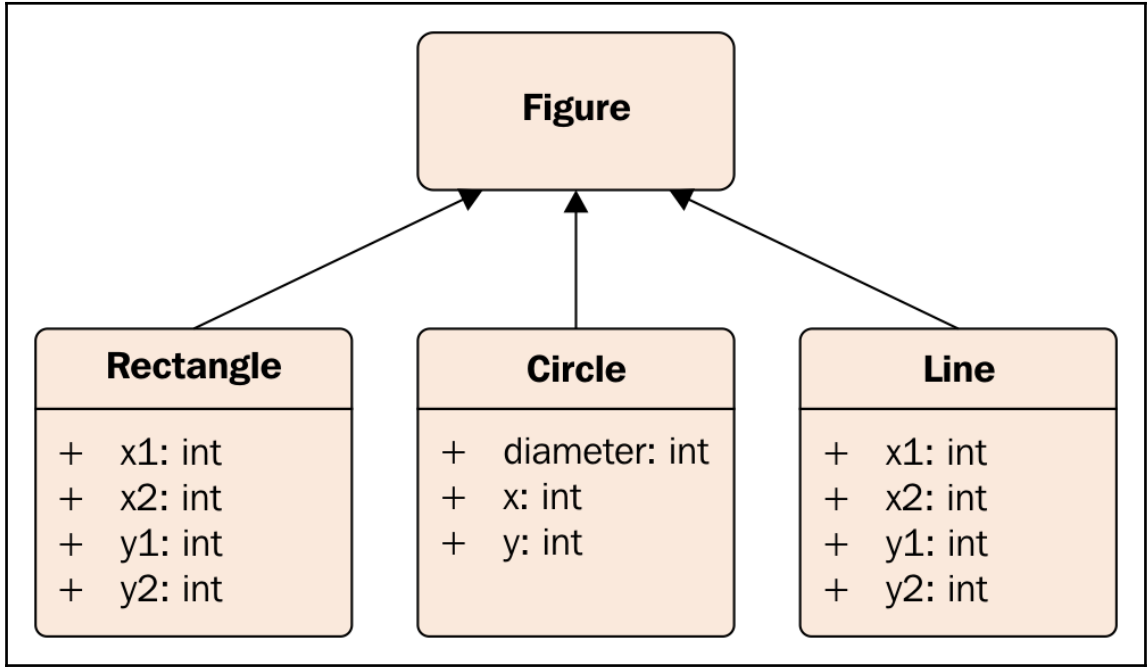 Figure
Rectangle
+ x1: int
+ x2: int
+ y1: int
+ y2: int
Circle
+ diameter: int
+ x: int
+ y: int
Line
+ x1: int
+ x2: int
+ y1: int
+ y2: int